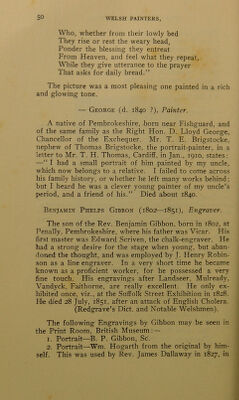 50 WELSH PAINTERS,
Who, whether from their lowly bed
They rise or rest the weary head,
Ponder the blessing they entreat
From Heaven, and feel what they repeat,
While they give utterance to the prayer
That asks for daily bread."
The picture was a most pleasing one painted in a rich
and glowing tone.
— GEORGE (d. 1840 ?), Painter.
A native of Pembrokeshire, born near Fishguard, and
of the same family as the Right Hon. D. Lloyd George,
Chancellor of the Exchequer. Mr. T. E. Brigstocke,
nephew of Thomas Brigstocke, the portrait-painter, in a
letter to Mr. T. H. Thomas, Cardiff, in Jan., 1910, states:
—"I had a small portrait of him painted by my uncle,
which now belongs to a relative. I failed to come across
his family history, or whether he left many works behind;
but I heard he was a clever young painter of my uncle's
period, and a friend of his." Died about 1840.
BENJAMIN PHELPS GIBBON (1802—1851), Engraver.
The son of the Rev. Benjamin Gibbon, born in 1802, at
Penally, Pembrokeshire, where his father was Vicar. His
first master was Edward Scriven, the chalk-engraver. He
had a strong desire for the stage when young, but aban-
doned the thought, and was employed by J. Henry Robin-
son as a line engraver. In a very short time he became
known as a proficient worker, for he possessed a very
fine touch. His engravings after Landseer, Mulready,
Vandyck, Faithorne, are really excellent. He only ex-
hibited once, viz., at the Suffolk Street Exhibition in 1828.
He died 28 July, 1851, after an attack of English Cholera.
(Redgrave's Dict. and Notable Welshmen).
The following Engravings by Gibbon may be seen in
the Print Room, British Museum:—
1. Portrait—B. P. Gibbon, Sc.
2. Portrait—Wm. Hogarth from the original by him-
self. This was used by Rev. James Dallaway in 1827, in